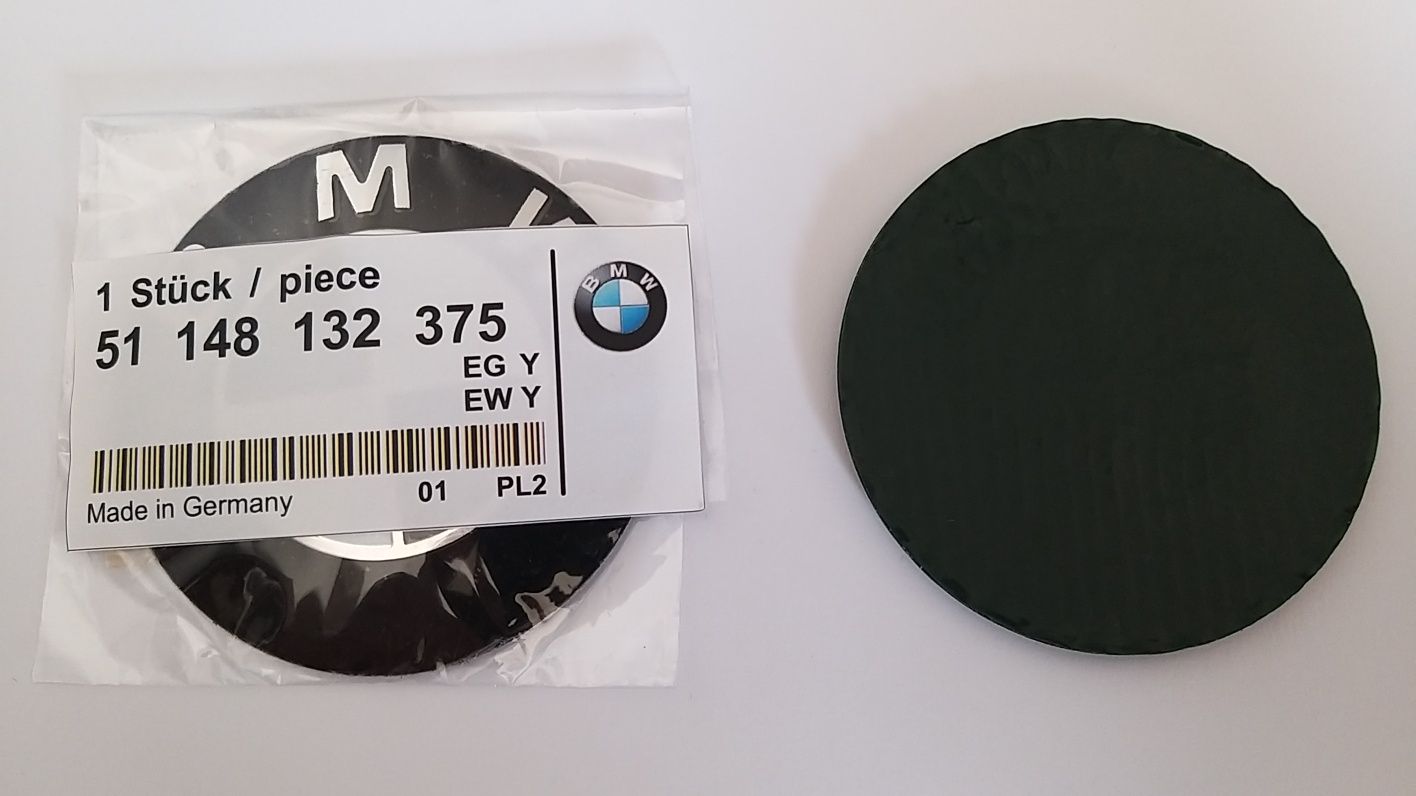 M
1 Stück / piece
51 148 132 375
EG Y
EW Y
01 PL2
Made in Germany
BMW